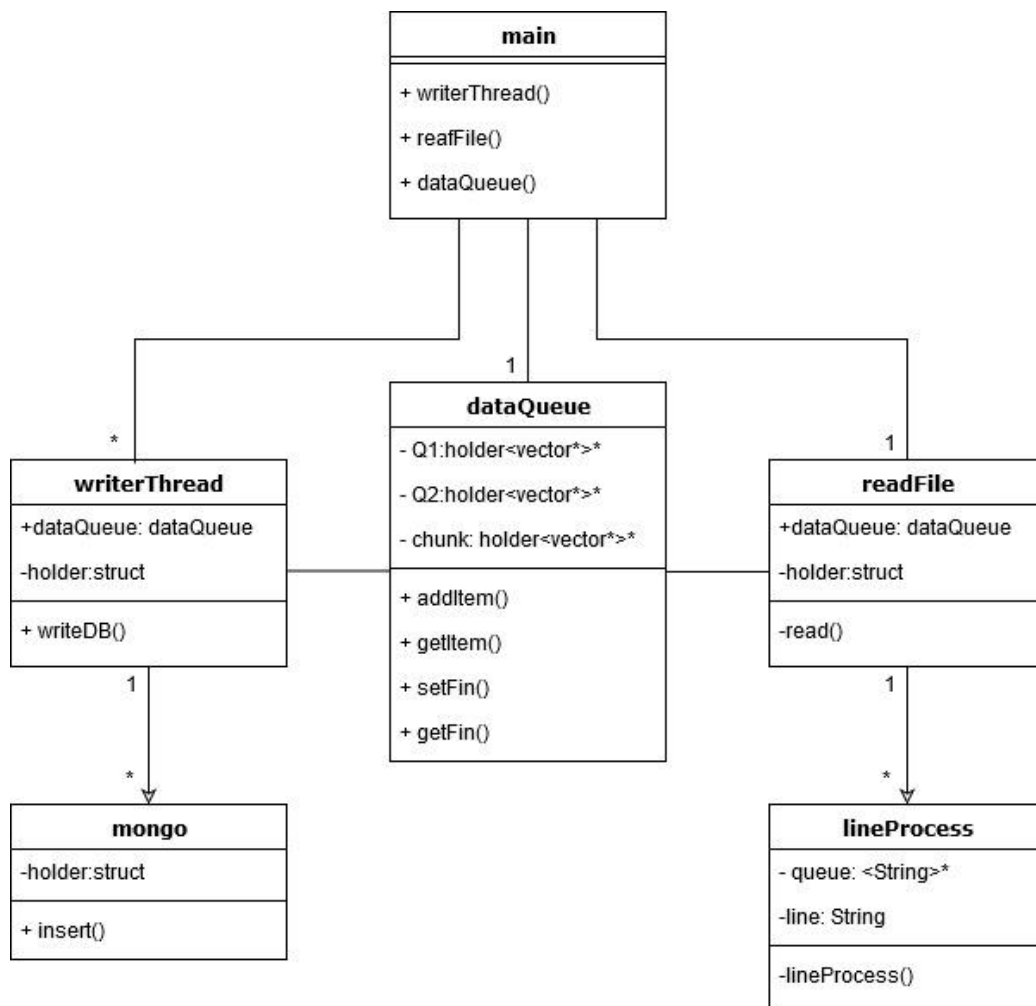 main
+ writerThread()
+ reafFile()
+ dataQueue()
1
dataQueue
- Q1:holder<vector*>*
- Q2:holder<vector*>*
- chunk: holder<vector*>*
+ addItem()
+ getItem()
+ setFin()
+ getFin()
*
writerThread
+dataQueue: dataQueue
-holder:struct
+ writeDB()
1
*
mongo
-holder:struct
+ insert()
1
readFile
+dataQueue: dataQueue
-holder:struct
-read()
1
*
lineProcess
- queue: <String>*
-line: String
-lineProcess()